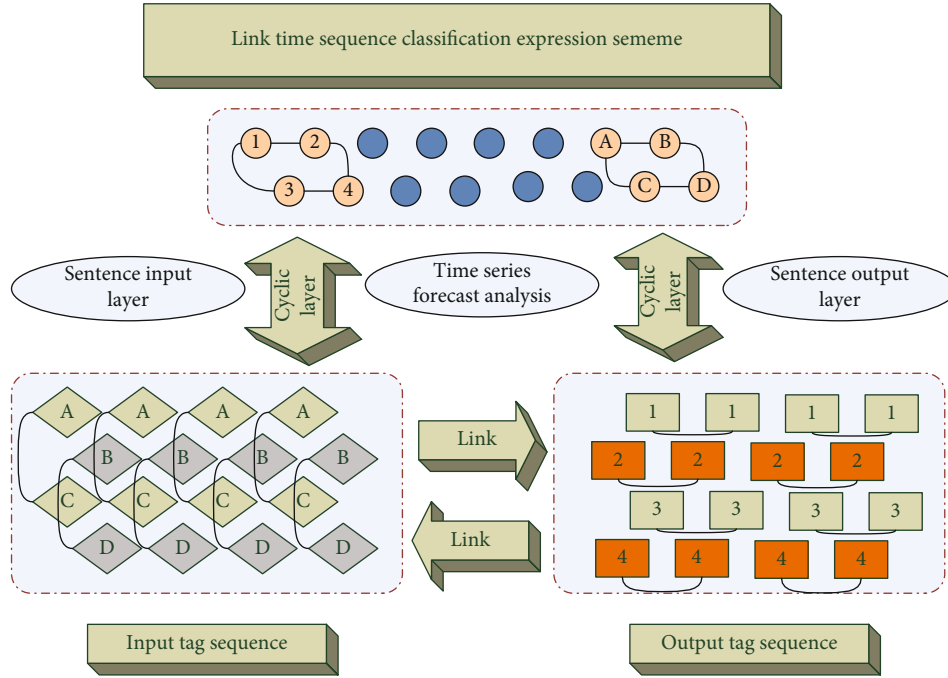 Link time sequence classification expression sememe
1 2 A B
3 4 C D
Sentence input
layer
Cyclic
layer
Time series
forecast analysis
Cyclic
layer
Sentence output
layer
A A A A
B B B B
C C C C
D D D D
Link
Link
1 1 1 1
2 2 2 2
3 3 3 3
4 4 4 4
Input tag sequence
Output tag sequence